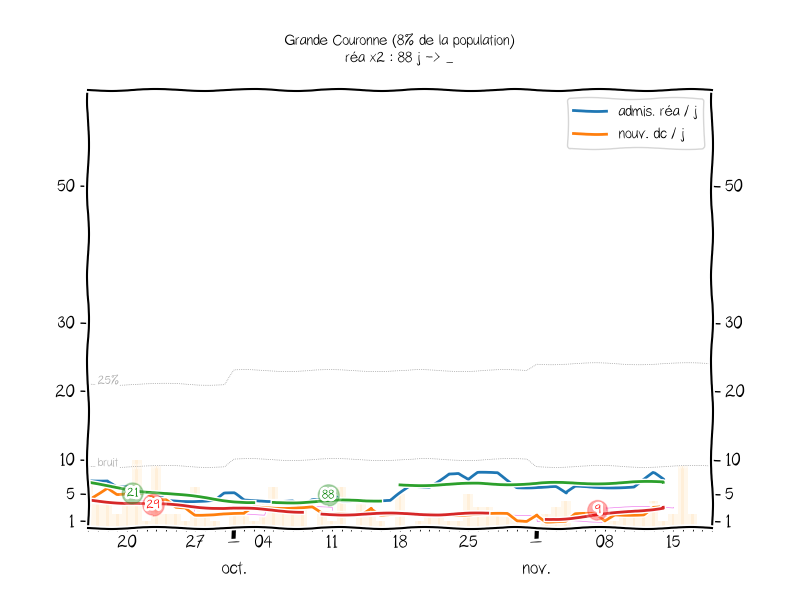 Grande Couronne (8% de la population)
réa x2 : 88 j -> _
admis. réa / j
nouv. dc / j
50 50
30 30
25%
20 20
bruit
10 10
21
88
5 5
29
9
1 1
20 27 04 11 18 25 08 15
oct. nov.